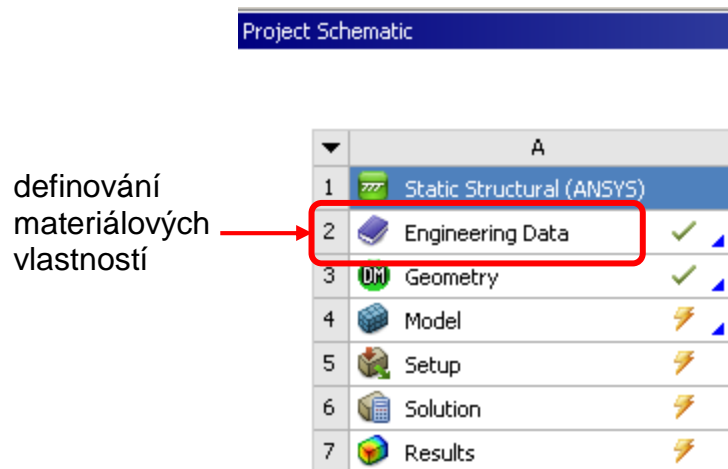 Project Schematic
A
1 Static Structural (ANSYS)
definování
materiálových
vlastností
2 Engineering Data
3 DM Geometry
4 Model
5 Setup
6 Solution
7 Results